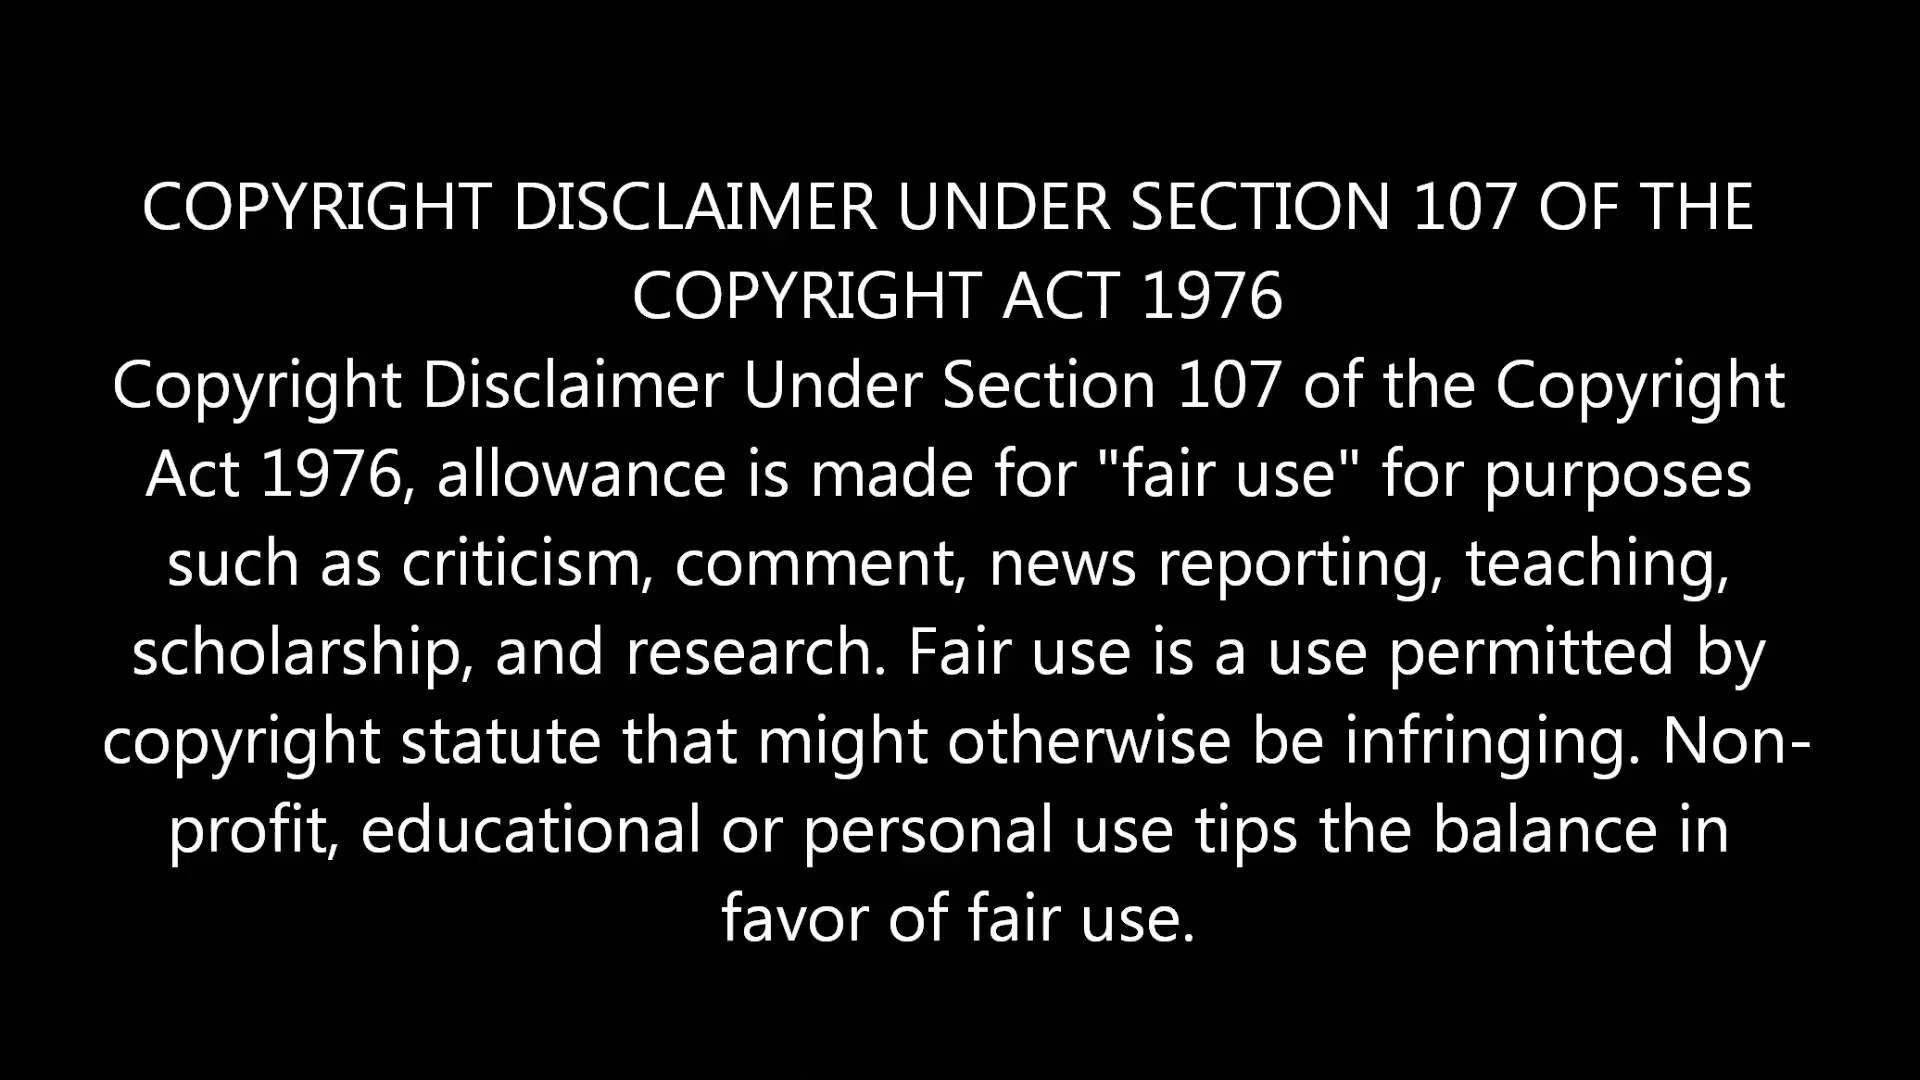 COPYRIGHT DISCLAIMER UNDER SECTION 107 OF THE
COPYRIGHT ACT 1976
Copyright Disclaimer Under Section 107 of the Copyright
Act 1976, allowance is made for "fair use" for purposes
such as criticism, comment, news reporting, teaching,
scholarship, and research. Fair use is a use permitted by
copyright statute that might otherwise be infringing. Non-
profit, educational or personal use tips the balance in
favor of fair use.